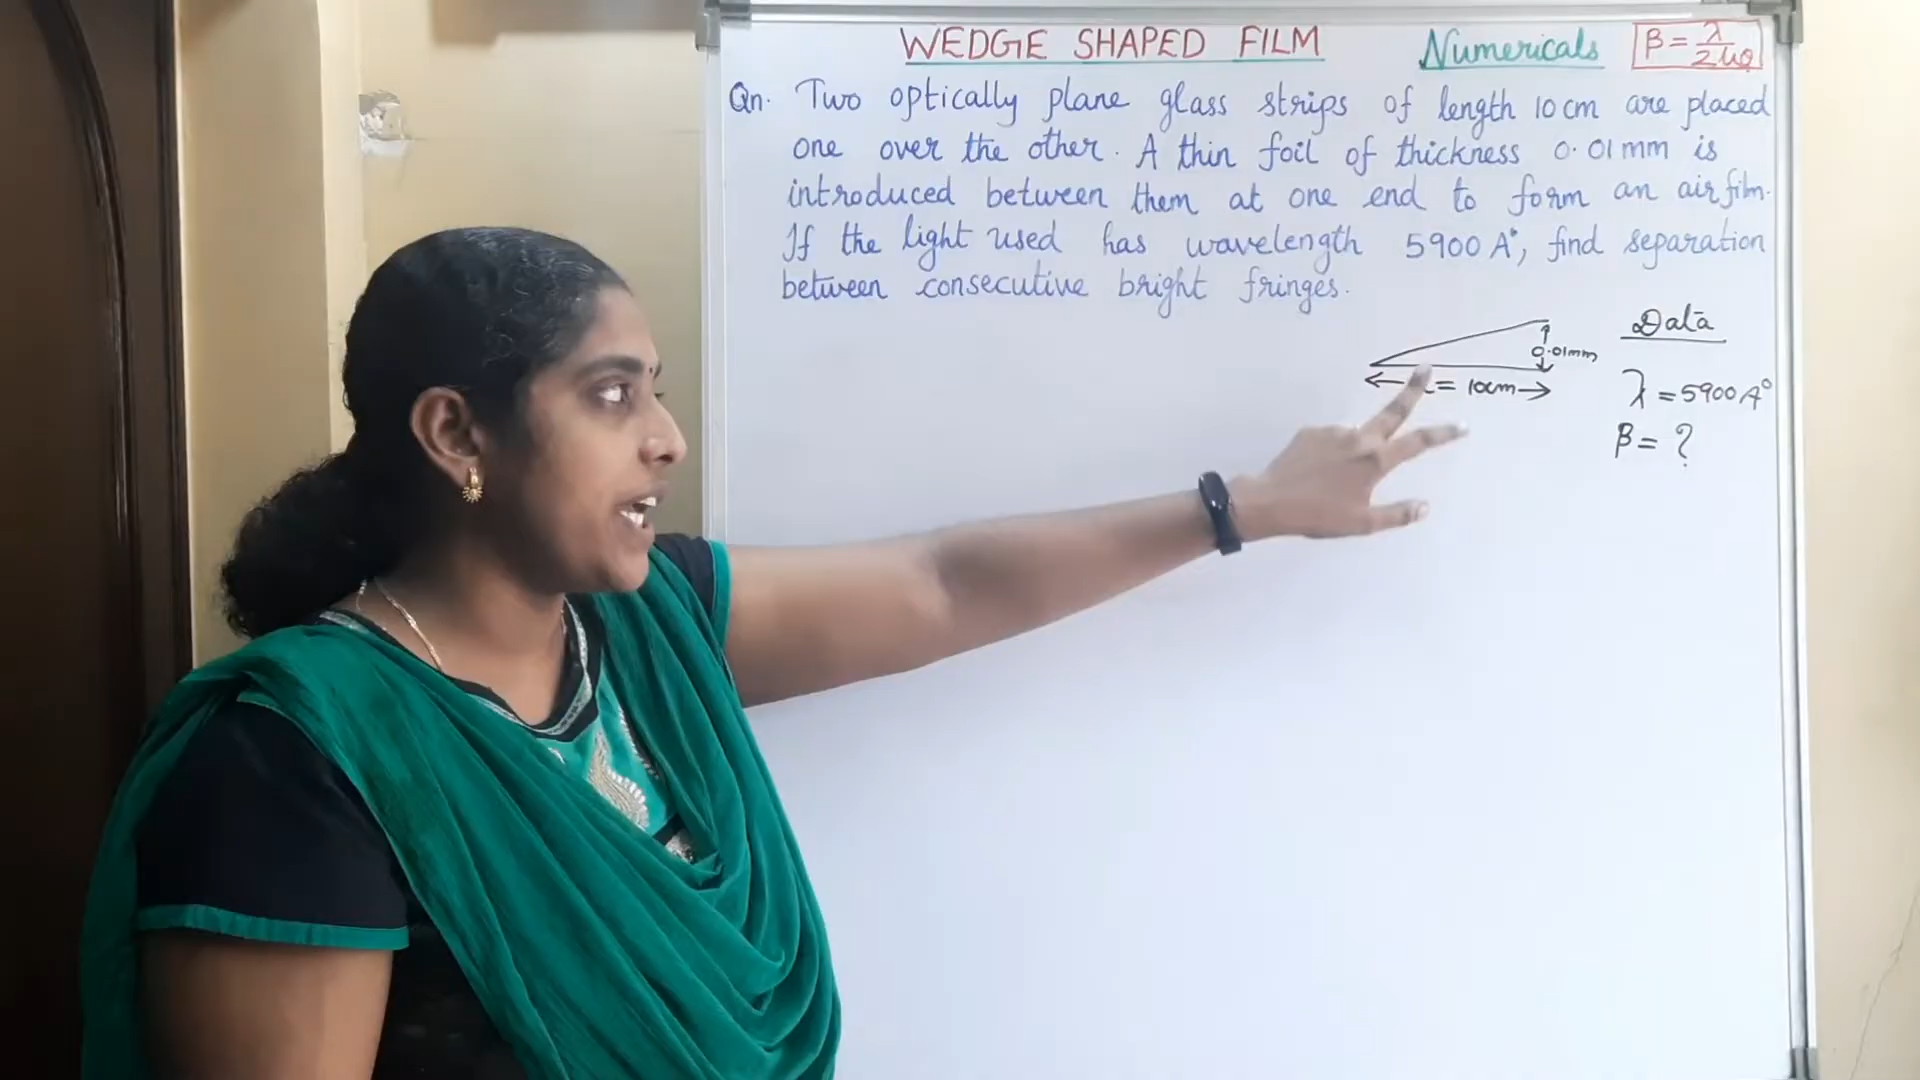 WEDGE SHAPED FILM Numericals β = λ/2μθ
Qn. Two optically plane glass strips of length 10 cm are placed
one over the other. A thin foil of thickness 0.01 mm is
introduced between them at one end to form an air film.
If the light used has wavelength 5900 A°, find separation
between consecutive bright fringes.
Data
0.01mm
= 10cm
λ = 5900 A°
β = ?